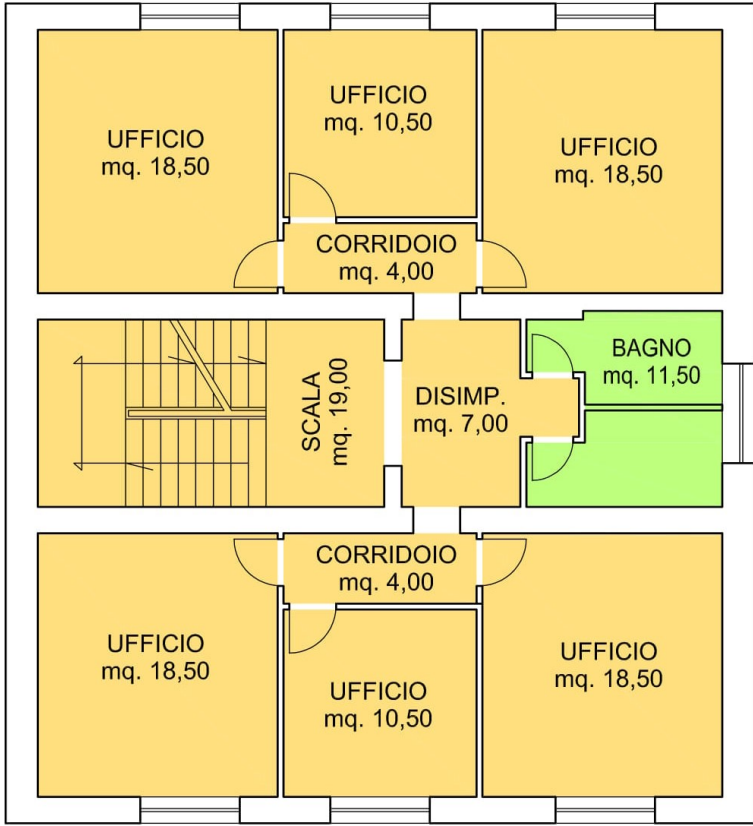 UFFICIO
mq. 18,50
UFFICIO
mq. 10,50
UFFICIO
mq. 18,50
CORRIDOIO
mq. 4,00
SCALA
mq. 19,00
DISIMP.
mq. 7,00
BAGNO
mq. 11,50
CORRIDOIO
mq. 4,00
UFFICIO
mq. 18,50
UFFICIO
mq. 10,50
UFFICIO
mq. 18,50